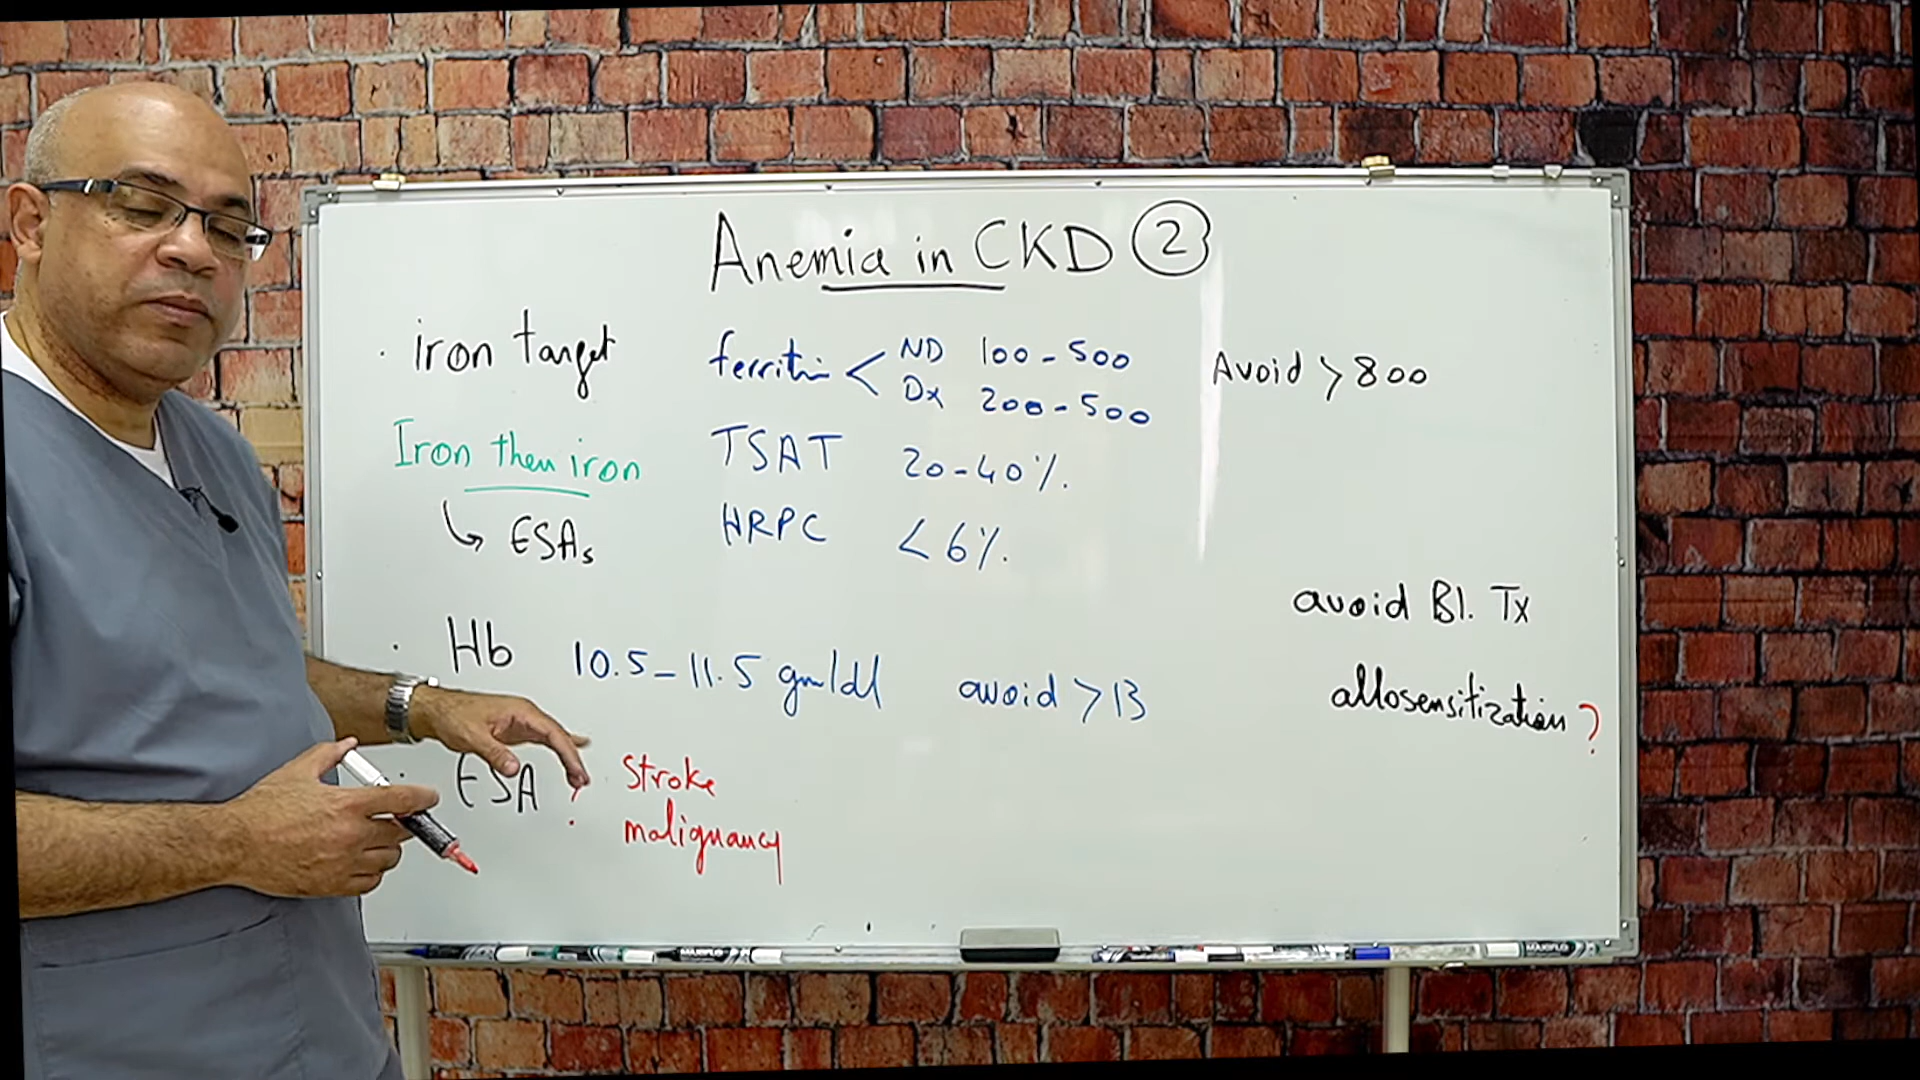 Anemia in CKD 2
. iron target ferritin < ND 100 - 500 Avoid > 800
Dx 200 - 500
Iron then iron TSAT 20 - 40 %.
↳ ESAs HRPC < 6 %.
avoid Bl. Tx
. Hb 10.5 - 11.5 gm/dl avoid > 13 allosensitization ?
. ESA ? Stroke
malignancy